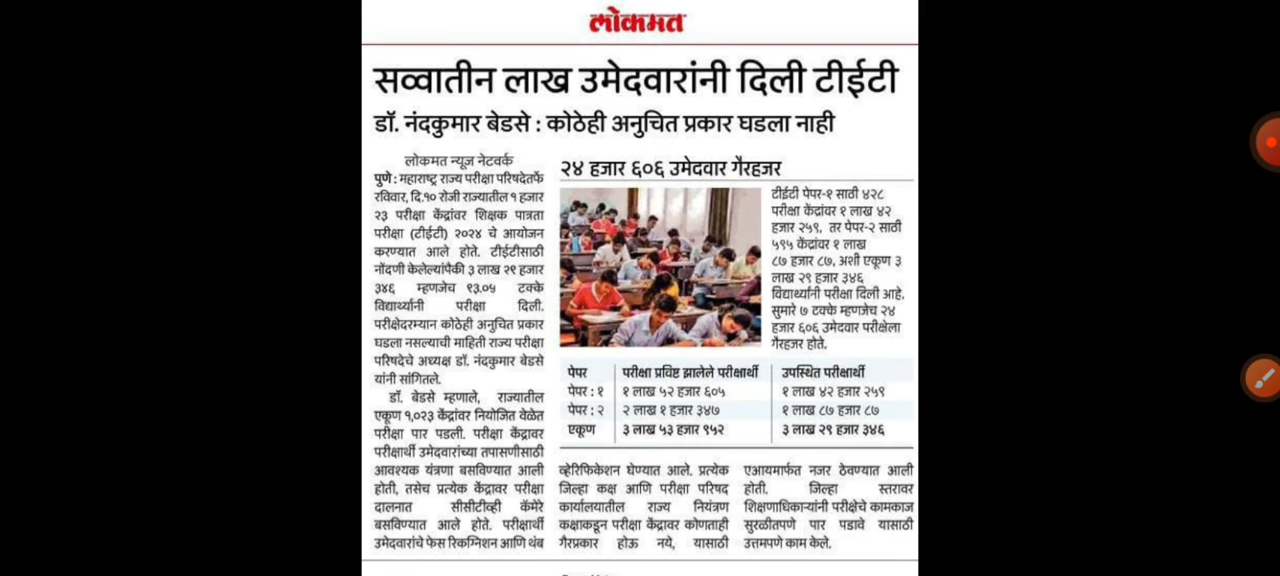 लोकमत
सव्वातीन लाख उमेदवारांनी दिली टीईटी
डॉ. नंदकुमार बेडसे : कोठेही अनुचित प्रकार घडला नाही
लोकमत न्यूज नेटवर्क
पुणे : महाराष्ट्र राज्य परीक्षा परिषदेतर्फे
रविवार, दि.१० रोजी राज्यातील १ हजार
२३ परीक्षा केंद्रांवर शिक्षक पात्रता
परीक्षा (टीईटी) २०२४ चे आयोजन
करण्यात आले होते. टीईटीसाठी
नोंदणी केलेल्यांपैकी ३ लाख २९ हजार
३४६ म्हणजेच ९३.०५ टक्के
विद्यार्थ्यांनी परीक्षा दिली.
परीक्षेदरम्यान कोठेही अनुचित प्रकार
घडला नसल्याची माहिती राज्य परीक्षा
परिषदेचे अध्यक्ष डॉ. नंदकुमार बेडसे
यांनी सांगितले.
डॉ. बेडसे म्हणाले, राज्यातील
एकूण १,०२३ केंद्रांवर नियोजित वेळेत
परीक्षा पार पडली. परीक्षा केंद्रावर
परीक्षार्थी उमेदवारांच्या तपासणीसाठी
आवश्यक यंत्रणा बसविण्यात आली
होती, तसेच प्रत्येक केंद्रावर परीक्षा
दालनात सीसीटीव्ही कॅमेरे
बसविण्यात आले होते. परीक्षार्थी
उमेदवारांचे फेस रिकग्निशन आणि थंब
२४ हजार ६०६ उमेदवार गैरहजर
टीईटी पेपर-१ साठी ४२८
परीक्षा केंद्रांवर १ लाख ४२
हजार २५९, तर पेपर-२ साठी
५९५ केंद्रांवर १ लाख
८७ हजार ८७, अशी एकूण ३
लाख २९ हजार ३४६
विद्यार्थ्यांनी परीक्षा दिली आहे.
सुमारे ७ टक्के म्हणजेच २४
हजार ६०६ उमेदवार परीक्षेला
गैरहजर होते.
पेपर परीक्षा प्रविष्ट झालेले परीक्षार्थी उपस्थित परीक्षार्थी
पेपर : १ १ लाख ५२ हजार ६०५ १ लाख ४२ हजार २५९
पेपर : २ २ लाख १ हजार ३४७ १ लाख ८७ हजार ८७
एकूण ३ लाख ५३ हजार ९५२ ३ लाख २९ हजार ३४६
व्हेरिफिकेशन घेण्यात आले. प्रत्येक
जिल्हा कक्ष आणि परीक्षा परिषद
कार्यालयातील राज्य नियंत्रण
कक्षाकडून परीक्षा केंद्रावर कोणताही
गैरप्रकार होऊ नये, यासाठी
एआयमार्फत नजर ठेवण्यात आली
होती. जिल्हा स्तरावर
शिक्षणाधिकाऱ्यांनी परीक्षेचे कामकाज
सुरळीतपणे पार पडावे यासाठी
उत्तमपणे काम केले.